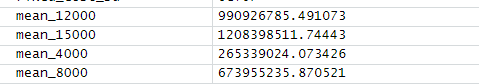 mean_12000 990926785.491073
mean_15000 1208398511.74443
mean_4000 265339024.073426
mean_8000 673955235.870521